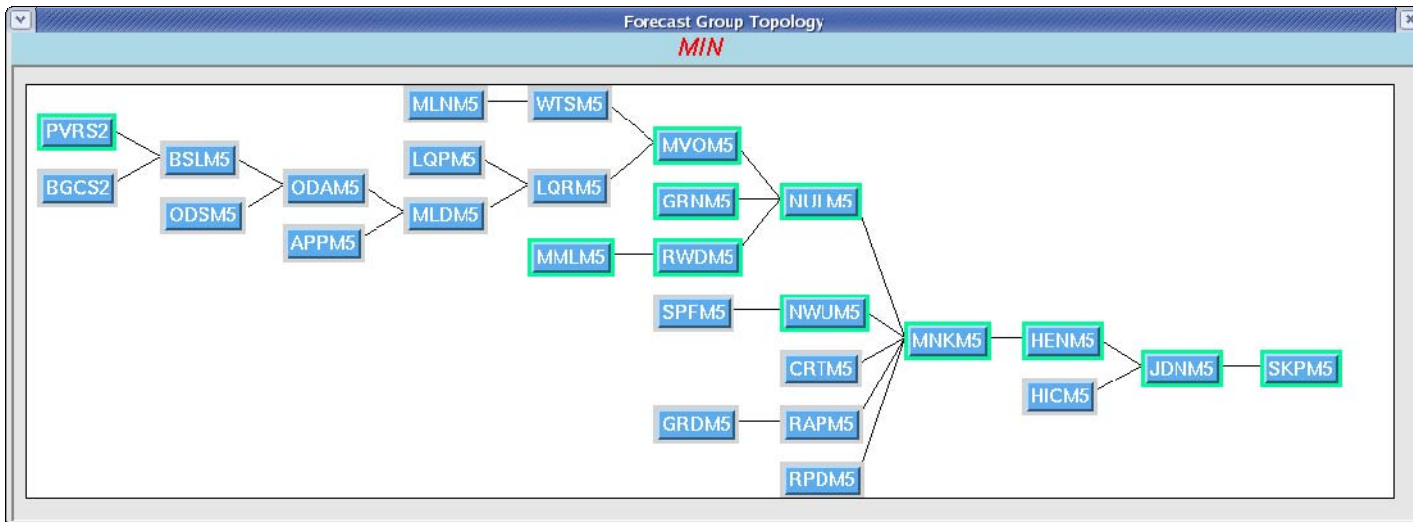 Forecast Group Topology
MIN
MLNM5 WTSM5
PVRS2 MVOM5
BSLM5 LQPM5
BGCS2 ODAM5 LQRM5
GRNM5 NULM5
ODSM5 MLDM5
APPM5 MMLM5 RWDM5
SPFM5 NWUM5
MNKM5 HENM5
CRTM5 JDNM5 SKPM5
HICM5
GRDM5 RAPM5
RPDM5